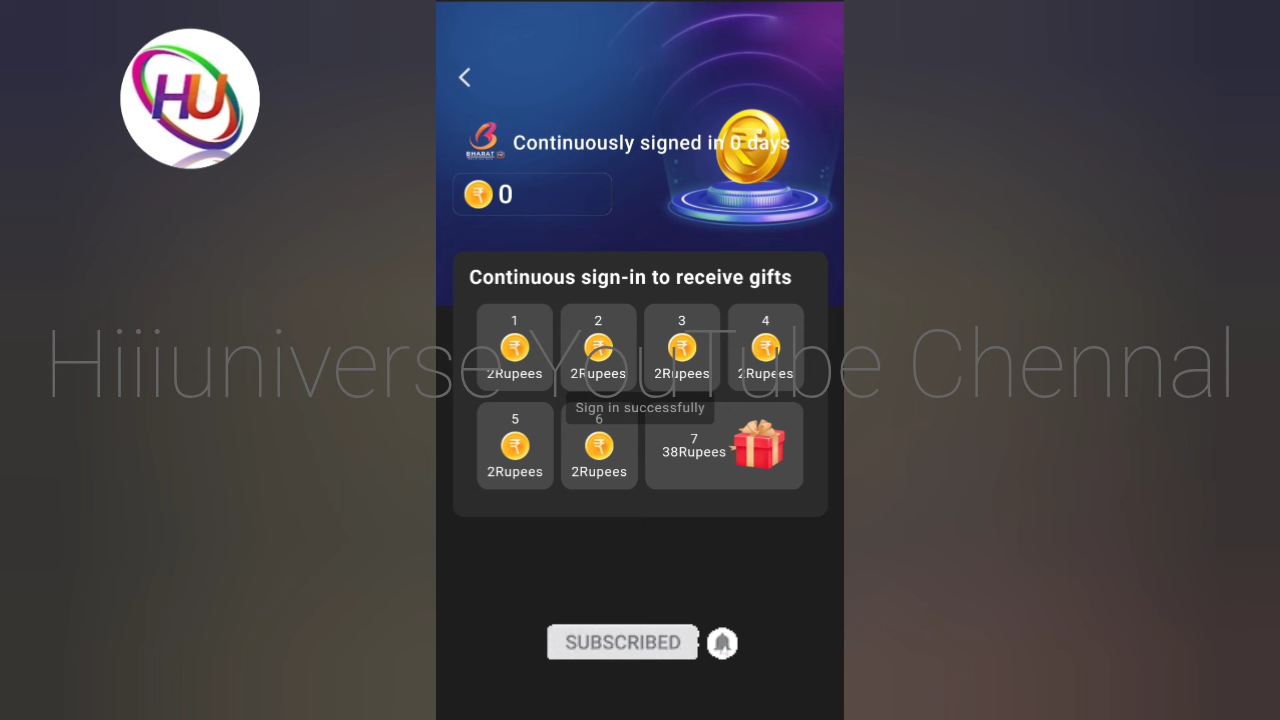 HU
BHARAT
Continuously signed in 0 days
0
Continuous sign-in to receive gifts
1 2 3 4
2Rupees 2Rupees 2Rupees 2Rupees
Hiiiuniverse YouTube Chennal
Sign in successfully
5 6 7
38Rupees
2Rupees 2Rupees
SUBSCRIBED